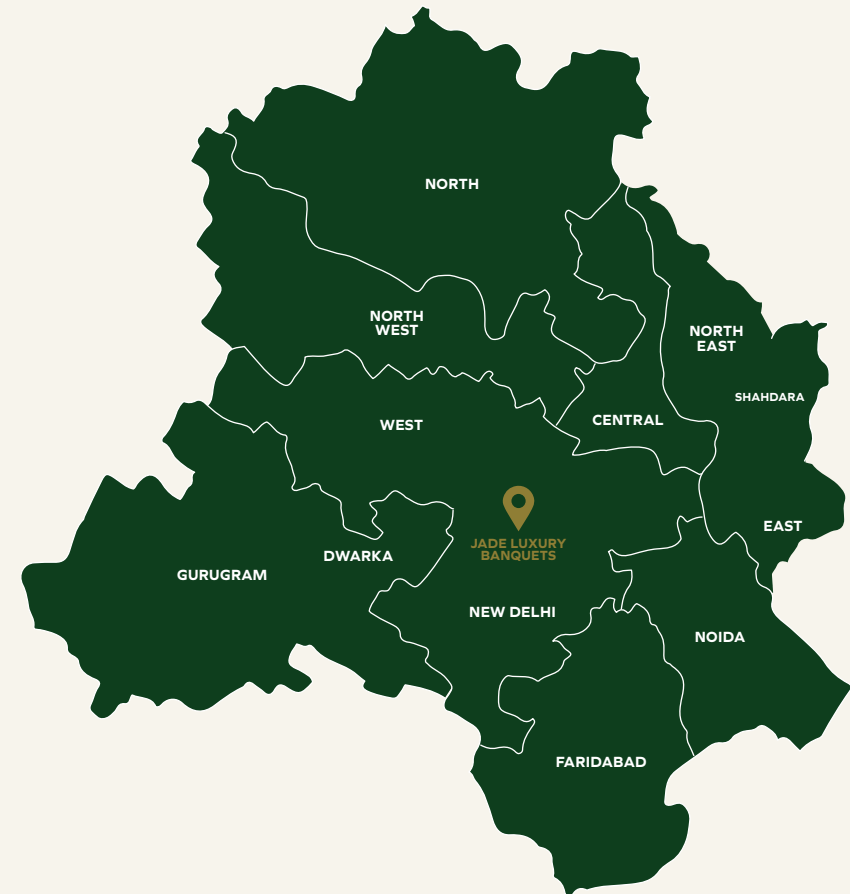 NORTH
NORTH
WEST
NORTH
EAST
SHAHDARA
WEST
CENTRAL
EAST
JADE LUXURY
BANQUETS
DWARKA
GURUGRAM
NEW DELHI
NOIDA
FARIDABAD